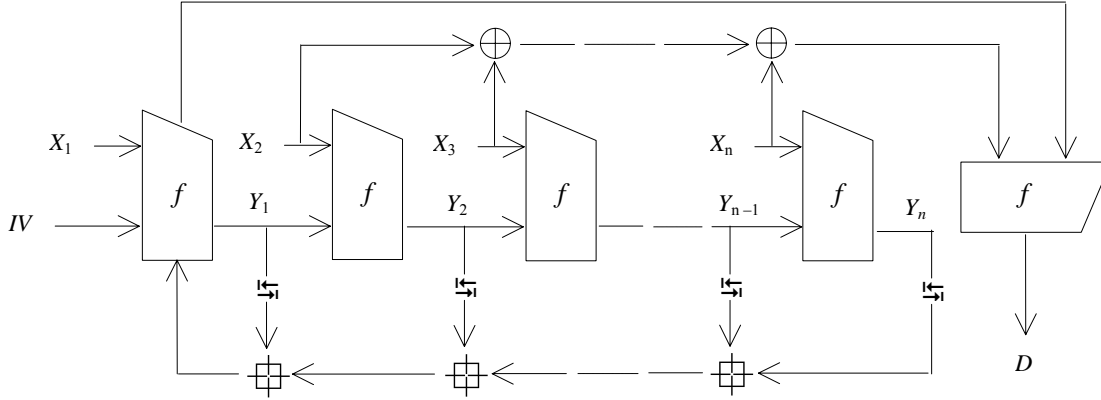 X₁
X₂
X₃
Xₙ
f
f
f
f
f
IV
Y₁
Y₂
Yₙ₋₁
Yₙ
D